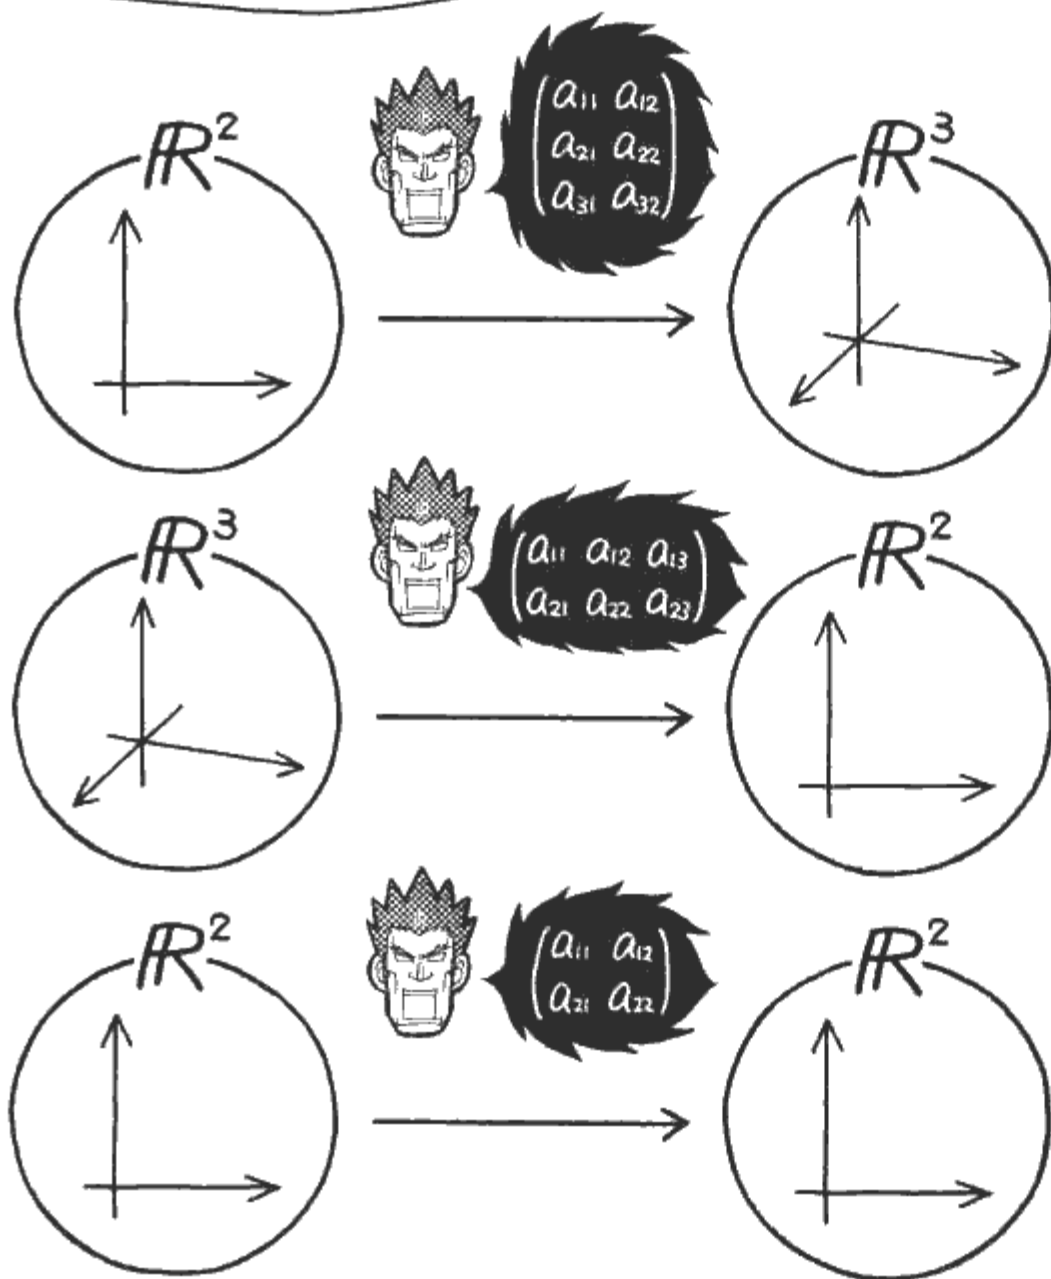 ℝ²
(a₁₁ a₁₂
a₂₁ a₂₂
a₃₁ a₃₂)
ℝ³
ℝ³
(a₁₁ a₁₂ a₁₃
a₂₁ a₂₂ a₂₃)
ℝ²
ℝ²
(a₁₁ a₁₂
a₂₁ a₂₂)
ℝ²